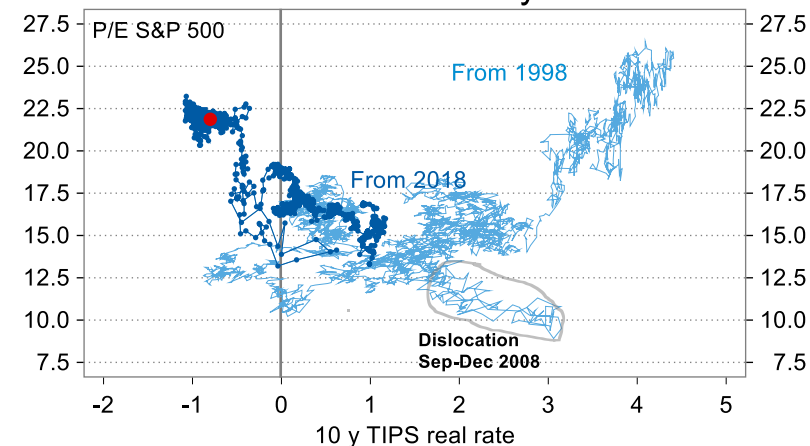 P/E S&P 500
27.5
25.0
22.5
20.0
17.5
15.0
12.5
10.0
7.5
27.5
25.0
22.5
20.0
17.5
15.0
12.5
10.0
7.5
From 1998
From 2018
Dislocation
Sep-Dec 2008
-2 -1 0 1 2 3 4 5
10 y TIPS real rate